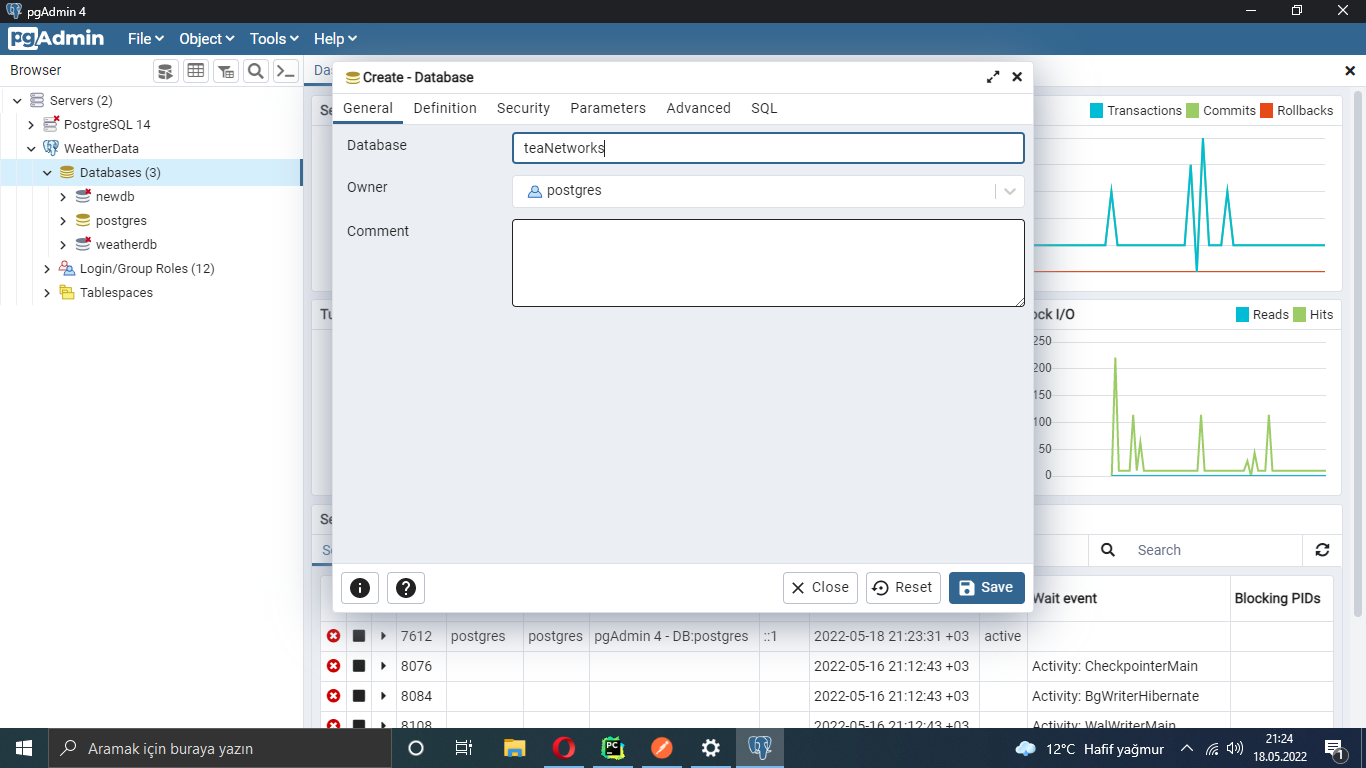 pgAdmin 4
pgAdmin File Object Tools Help
Browser
Servers (2)
PostgreSQL 14
WeatherData
Databases (3)
newdb
postgres
weatherdb
Login/Group Roles (12)
Tablespaces
Create - Database
General Definition Security Parameters Advanced SQL
Database teaNetworks
Owner postgres
Comment
Close Reset Save
Transactions Commits Rollbacks
ock I/O Reads Hits
250
200
150
100
50
0
Search
Wait event Blocking PIDs
7612 postgres postgres pgAdmin 4 - DB:postgres ::1 2022-05-18 21:23:31 +03 active
8076 2022-05-16 21:12:43 +03 Activity: CheckpointerMain
8084 2022-05-16 21:12:43 +03 Activity: BgWriterHibernate
8108 2022-05-16 21:12:43 +03 Activity: WalWriterMain
Aramak için buraya yazın
PC
12°C Hafif yağmur
21:24
18.05.2022
1